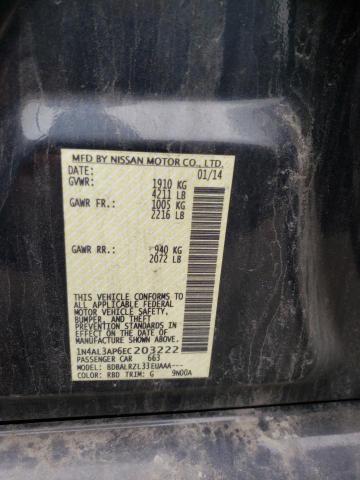 MFD BY NISSAN MOTOR CO., LTD.
DATE: 01/14
GVWR: 1910 KG
4211 LB
GAWR FR: 1005 KG
2216 LB
GAWR RR: 940 KG
2072 LB
THIS VEHICLE CONFORMS TO
ALL APPLICABLE FEDERAL
MOTOR VEHICLE SAFETY,
BUMPER, AND THEFT
PREVENTION STANDARDS
IN EFFECT ON THE DATE OF
MANUFACTURE SHOWN ABOVE.
1N4AL3AP6EC203222
PASSENGER CAR 663
MODEL: BDBALRZL33EUAAA---
COLOR: RBD TRIM: G 9N00A